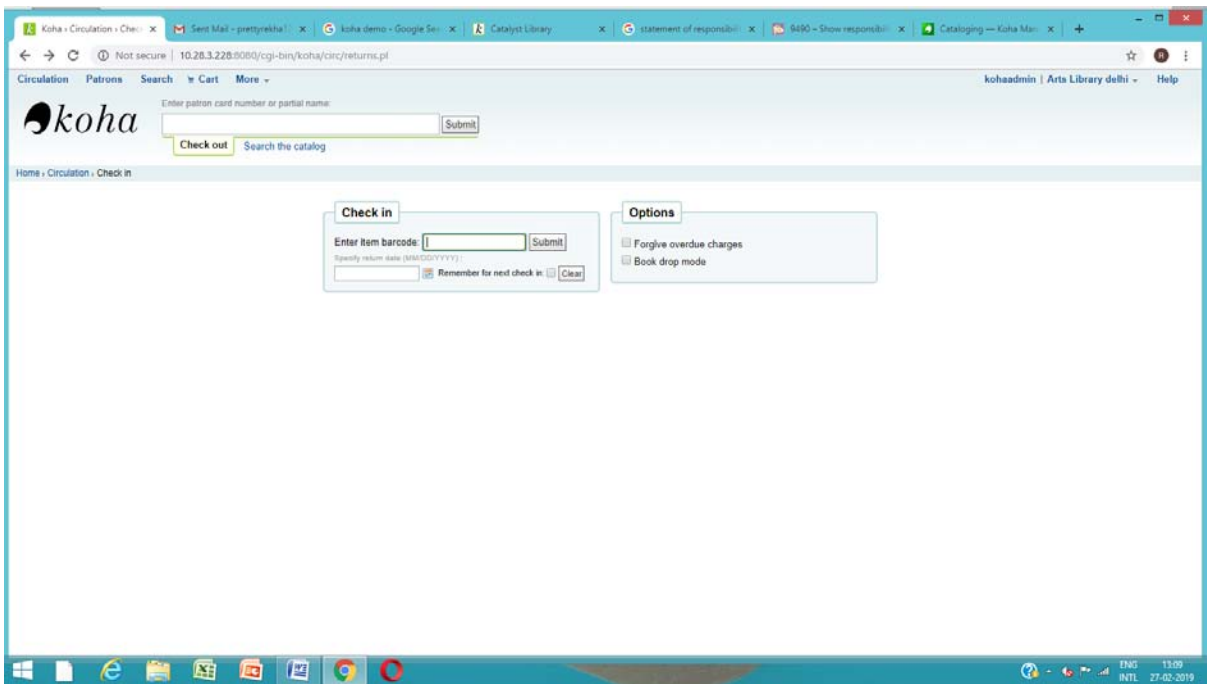 Koha › Circulation › Chec x
Sent Mail - prettyrekha1 x
koha demo - Google Se x
Catalyst Library x
statement of responsibil x
9490 – Show responsibil x
Cataloging — Koha Man x +
Not secure | 10.28.3.228:8080/cgi-bin/koha/circ/returns.pl
Circulation Patrons Search Cart More
kohaadmin | Arts Library delhi Help
koha
Enter patron card number or partial name:
Submit
Check out Search the catalog
Home › Circulation › Check in
Check in
Enter item barcode: Submit
Specify return date (MM/DD/YYYY) :
Remember for next check in: Clear
Options
Forgive overdue charges
Book drop mode
ENG 13:09
INTL 27-02-2019